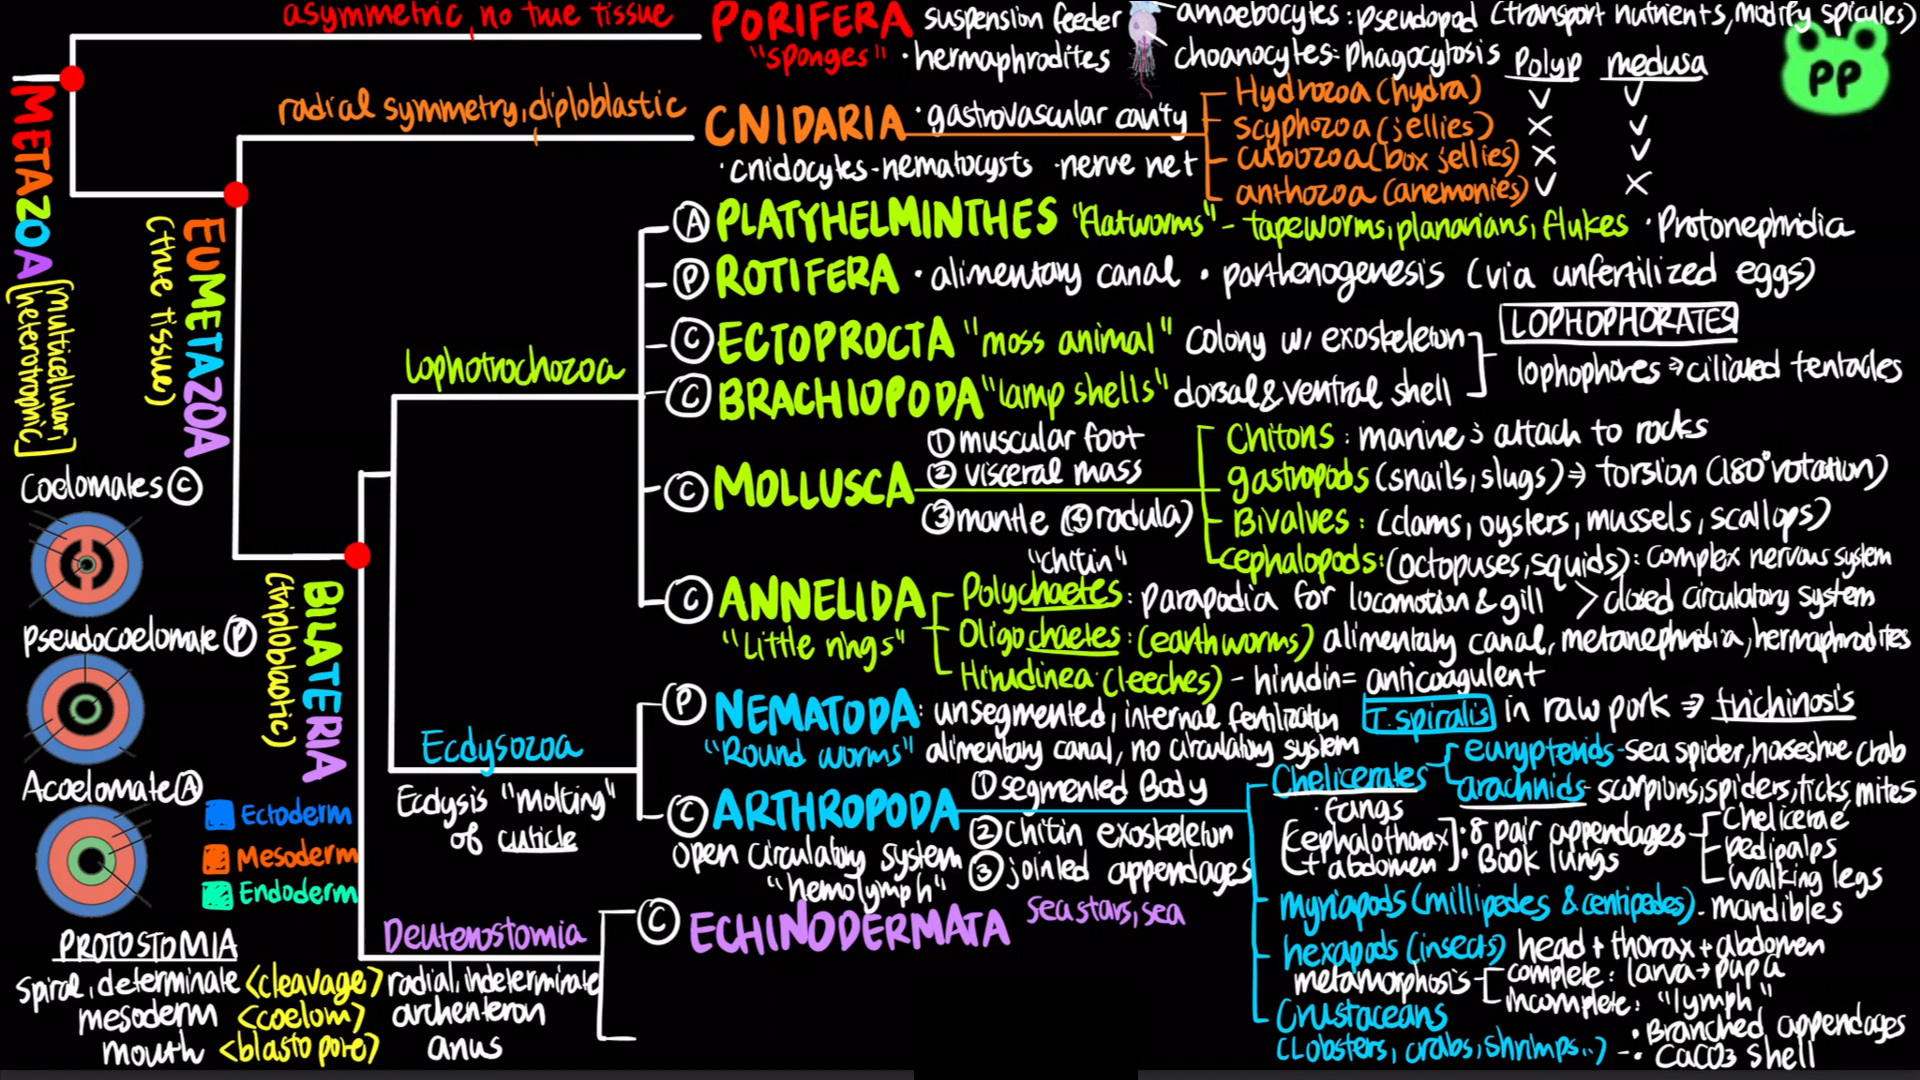 asymmetric, no true tissue
PORIFERA
"sponges"
suspension feeder
· hermaphrodites
amoebocytes : pseudopod (transport nutrients, modify spicules)
choanocytes: phagocytosis
Polyp medusa
PP
radial symmetry, diploblastic
CNIDARIA
· gastrovascular cavity
· cnidocytes - nematocysts · nerve net
Hydrozoa (hydra)
scyphozoa (jellies)
cubozoa (box jellies)
anthozoa (anemonies)
METAZOA
[multicellular, heterotrophic]
EUMETAZOA
(true tissue)
BILATERIA
(triploblaotic)
Lophotrochozoa
(A) PLATYHELMINTHES "flatworms" - tapeworms, planarians, flukes · Protonephridia
(P) ROTIFERA · alimentary canal · parthenogenesis (via unfertilized eggs)
(C) ECTOPROCTA "moss animal" colony w/ exoskeleton
(C) BRACHIOPODA "lamp shells" dorsal & ventral shell
LOPHOPHORATES
lophophores ⇒ ciliated tentacles
(C) MOLLUSCA
① muscular foot
② visceral mass
③ mantle (+ radula)
"chitin"
Chitons : marine ; attach to rocks
gastropods (snails, slugs) ⇒ torsion (180° rotation)
Bivalves : (clams, oysters, mussels, scallops)
cephalopods: (octopuses, squids) : complex nervous system
> closed circulatory system
(C) ANNELIDA
"Little rings"
Polychaetes : parapodia for locomotion & gill
Oligochaetes : (earthworms) alimentary canal, metanephridia, hermaphrodites
Hirudinea (leeches) - hirudin = anticoagulent
Ecdysozoa
Ecdysis "molting"
of cuticle
(P) NEMATODA : unsegmented, internal fertilization
"Round worms" alimentary canal, no circulatory system
T. spiralis in raw pork ⇒ trichinosis
(C) ARTHROPODA
open circulatory system
"hemolymph"
① segmented Body
② chitin exoskeleton
③ jointed appendages
Chelicerates
eurypterids - sea spider, horseshoe crab
arachnids - scorpions, spiders, ticks, mites
· fangs
[cephalothorax + abdomen]
· 8 pair appendages
· Book lungs
Chelicerae
pedipalps
walking legs
myriapods (millipedes & centipedes) · mandibles
hexapods (insects) head + thorax + abdomen
metamorphosis
complete : larva → pupa
incomplete : "lymph"
Crustaceans
(lobsters, crabs, shrimps..) -
· Branched appendages
· CaCO3 shell
Deuterostomia
(C) ECHINODERMATA
seastars, sea
Coelomates (C)
pseudocoelomate (P)
Acoelomate (A)
Ectoderm
Mesoderm
Endoderm
PROTOSTOMIA
spiral, determinate <cleavage> radial, indeterminate
mesoderm <coelom> archenteron
mouth <blastopore> anus